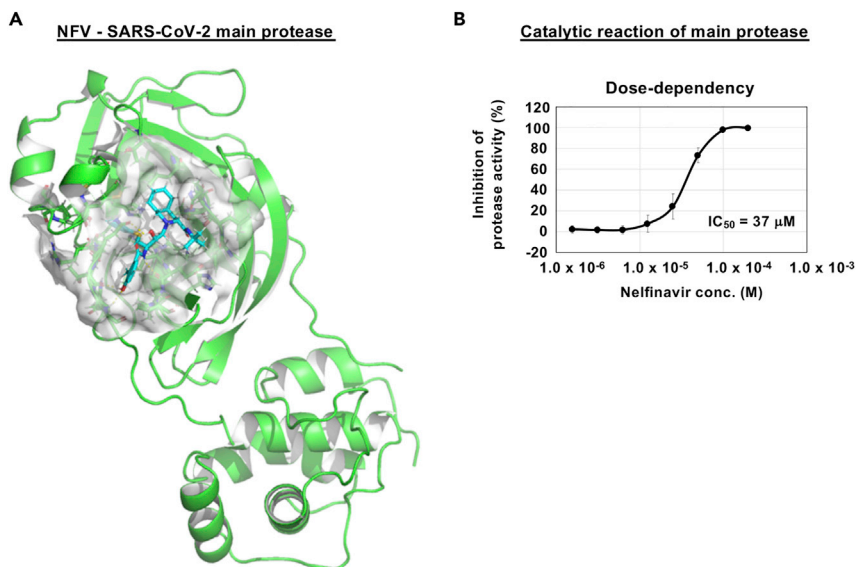 A
NFV - SARS-CoV-2 main protease
B
Catalytic reaction of main protease
Dose-dependency
Inhibition of
protease activity (%)
120
100
80
60
40
20
0
-20
IC50 = 37 μM
1.0 x 10-6
1.0 x 10-5
1.0 x 10-4
1.0 x 10-3
Nelfinavir conc. (M)